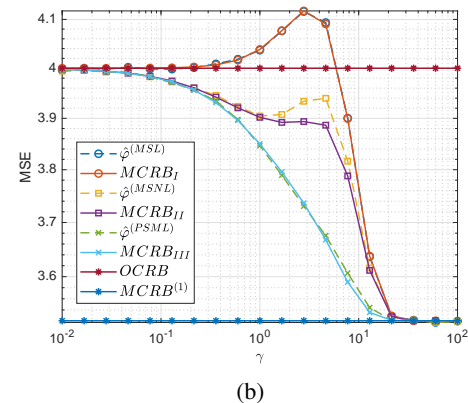 4.1
4
3.9
MSE
3.8
3.7
3.6
φ̂^(MSL)
MCRB_I
φ̂^(MSNL)
MCRB_II
φ̂^(PSML)
MCRB_III
OCRB
MCRB^(1)
10^-2 10^-1 10^0 10^1 10^2
γ
(b)